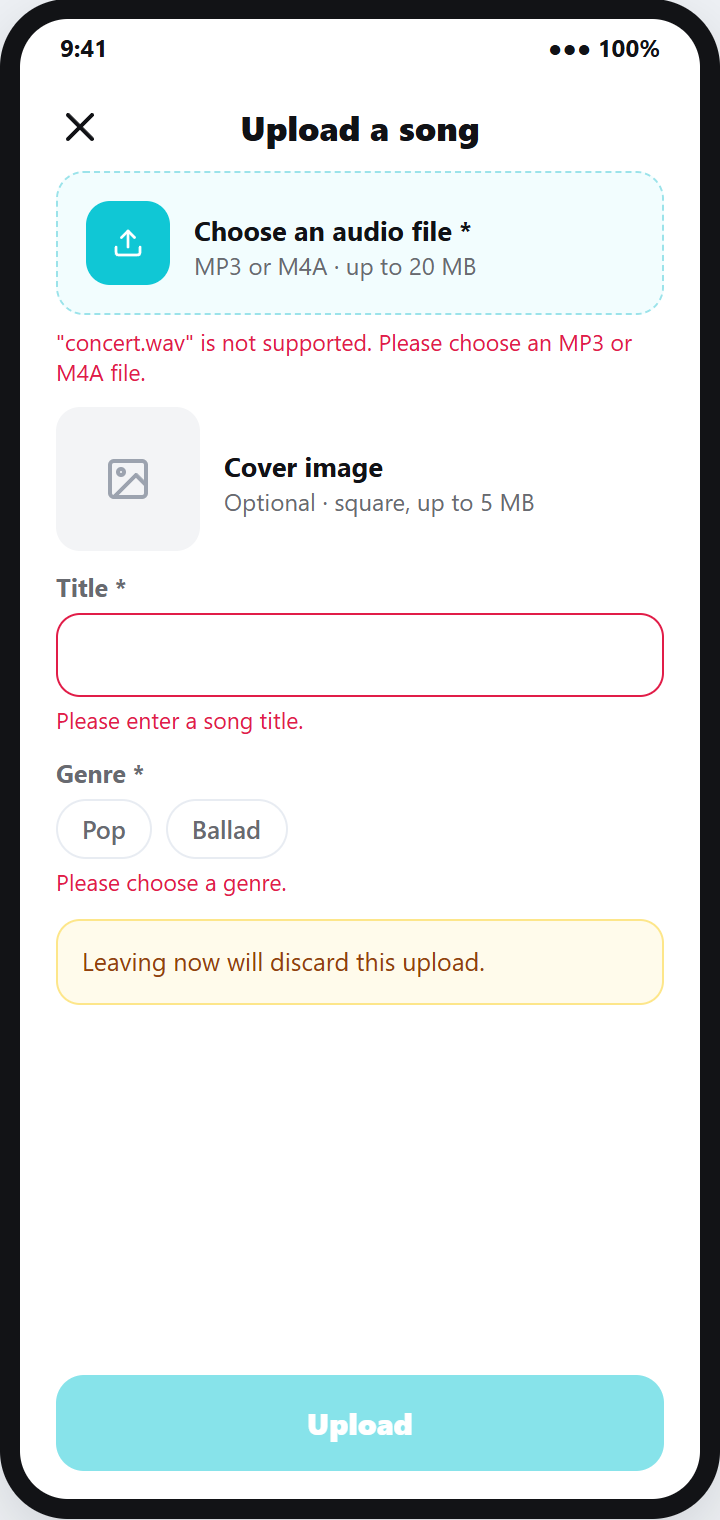 9:41
●●● 100%
Upload a song
Choose an audio file *
MP3 or M4A · up to 20 MB
"concert.wav" is not supported. Please choose an MP3 or
M4A file.
Cover image
Optional · square, up to 5 MB
Title *
Please enter a song title.
Genre *
Pop
Ballad
Please choose a genre.
Leaving now will discard this upload.
Upload